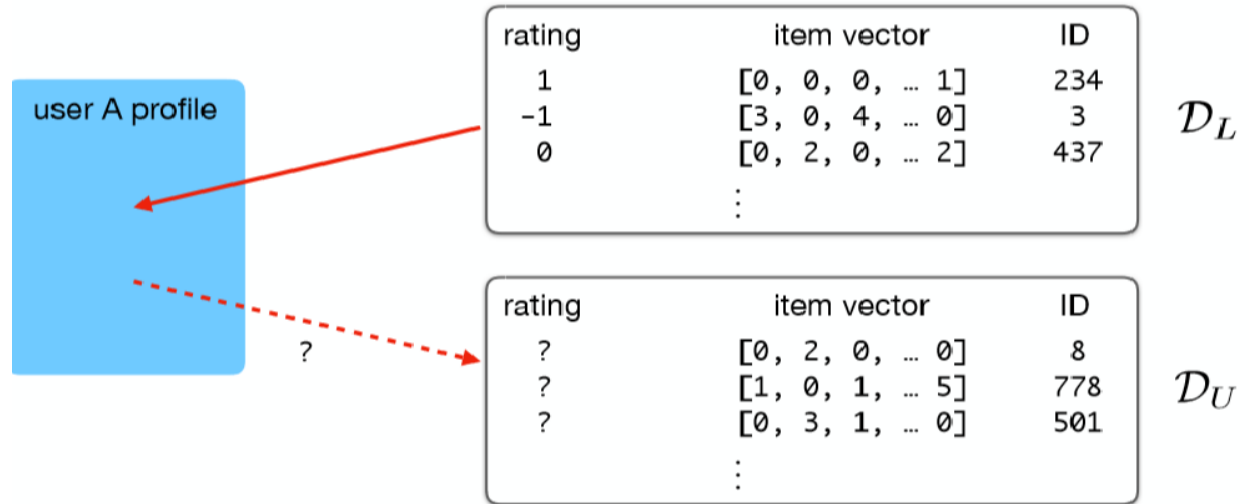 user A profile
rating item vector ID
1 [0, 0, 0, … 1] 234
-1 [3, 0, 4, … 0] 3
0 [0, 2, 0, … 2] 437
⋮
𝒟_L
?
rating item vector ID
? [0, 2, 0, … 0] 8
? [1, 0, 1, … 5] 778
? [0, 3, 1, … 0] 501
⋮
𝒟_U